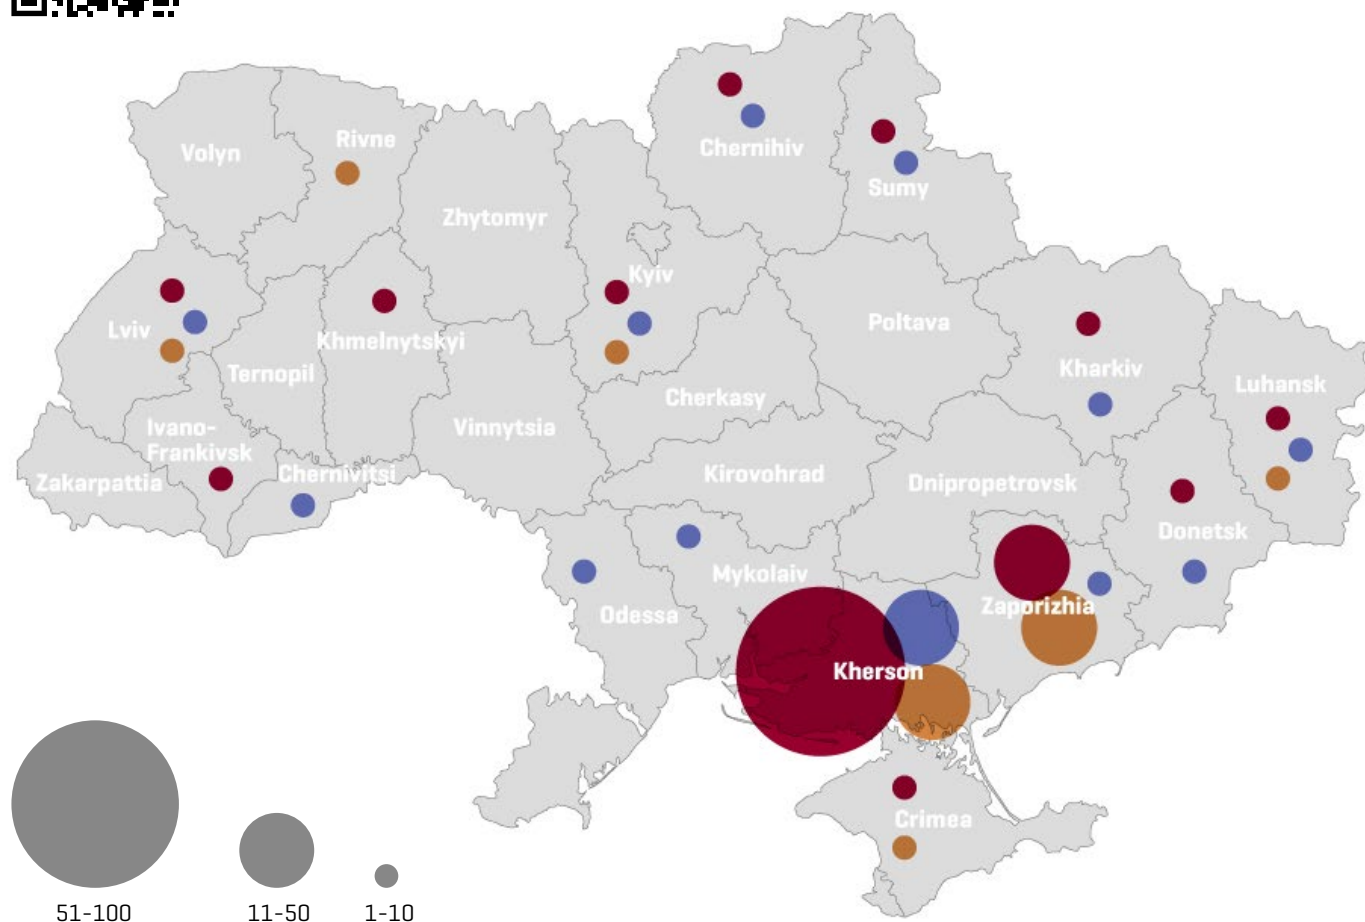 Volyn
Rivne
Zhytomyr
Chernihiv
Sumy
Kyiv
Lviv
Khmelnytskyi
Ternopil
Poltava
Kharkiv
Luhansk
Cherkasy
Ivano-
Frankivsk
Vinnytsia
Zakarpattia
Chernivitsi
Kirovohrad
Dnipropetrovsk
Donetsk
Mykolaiv
Odessa
Zaporizhia
Kherson
Crimea
51-100
11-50
1-10